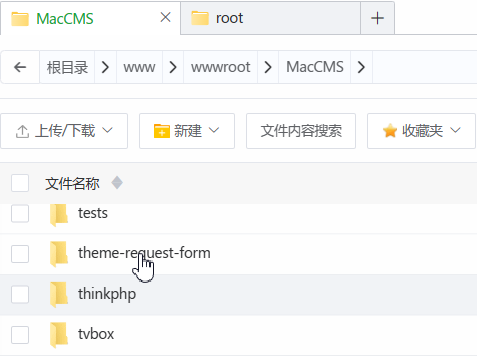 MacCMS
root
根目录 www wwwroot MacCMS
上传/下载 新建 文件内容搜索 收藏夹
文件名称
tests
theme-request-form
thinkphp
tvbox